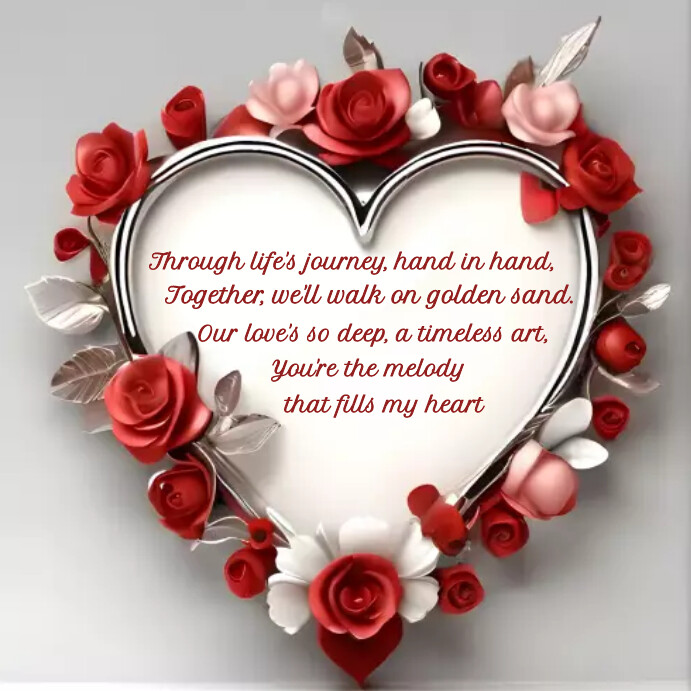 Through life's journey, hand in hand,
Together, we'll walk on golden sand.
Our love's so deep, a timeless art,
You're the melody
that fills my heart